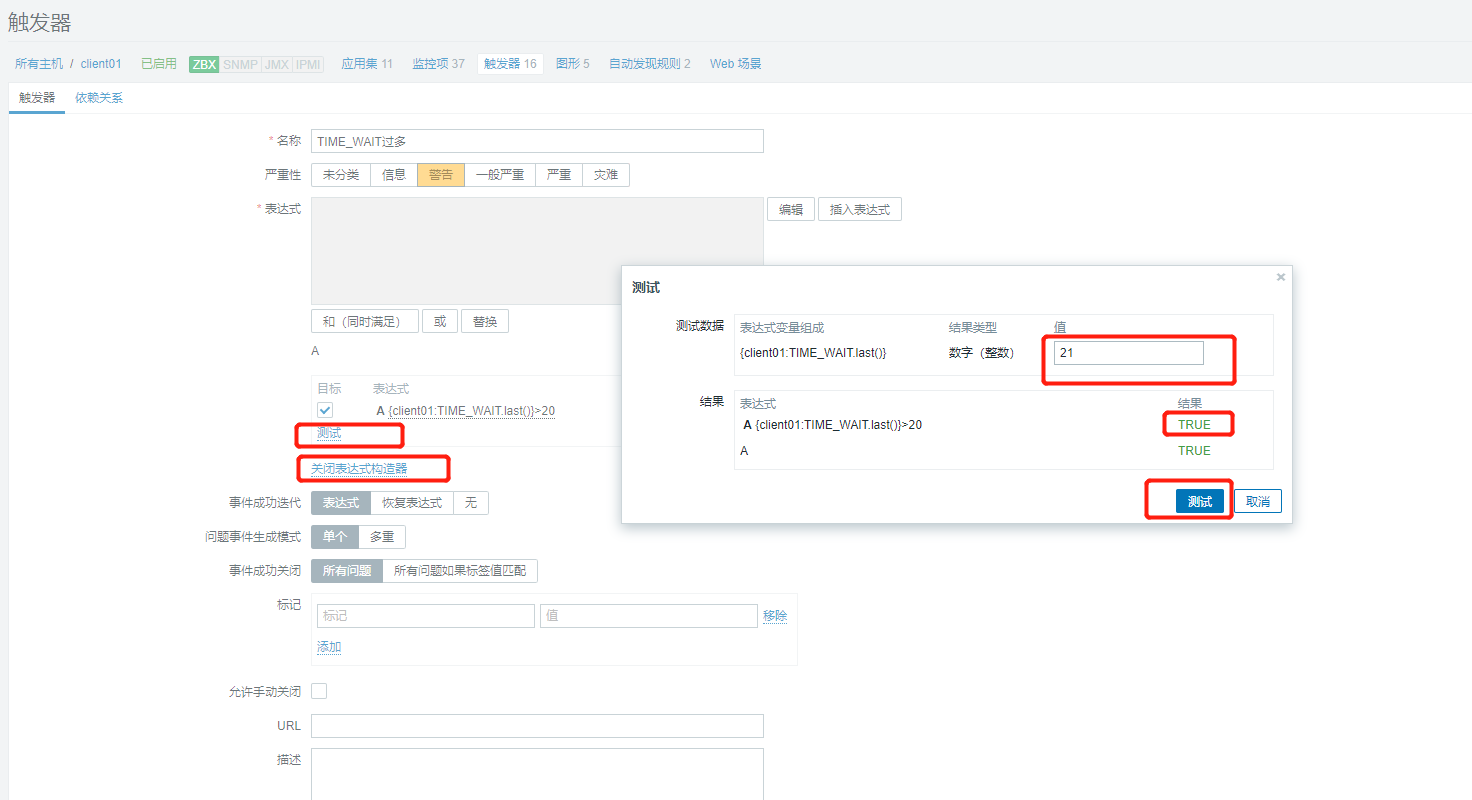 触发器
所有主机 / client01 已启用 ZBX SNMP JMX IPMI 应用集 11 监控项 37 触发器 16 图形 5 自动发现规则 2 Web 场景
触发器 依赖关系
* 名称 TIME_WAIT过多
严重性 未分类 信息 警告 一般严重 严重 灾难
* 表达式 编辑 插入表达式
和（同时满足） 或 替换
A
目标 表达式
A {client01:TIME_WAIT.last()}>20
测试
关闭表达式构造器
事件成功迭代 表达式 恢复表达式 无
问题事件生成模式 单个 多重
事件成功关闭 所有问题 所有问题如果标签值匹配
标记 标记 值 移除
添加
允许手动关闭
URL
描述
测试 ×
测试数据 表达式变量组成 结果类型 值
{client01:TIME_WAIT.last()} 数字（整数） 21
结果 表达式 结果
A {client01:TIME_WAIT.last()}>20 TRUE
A TRUE
测试 取消